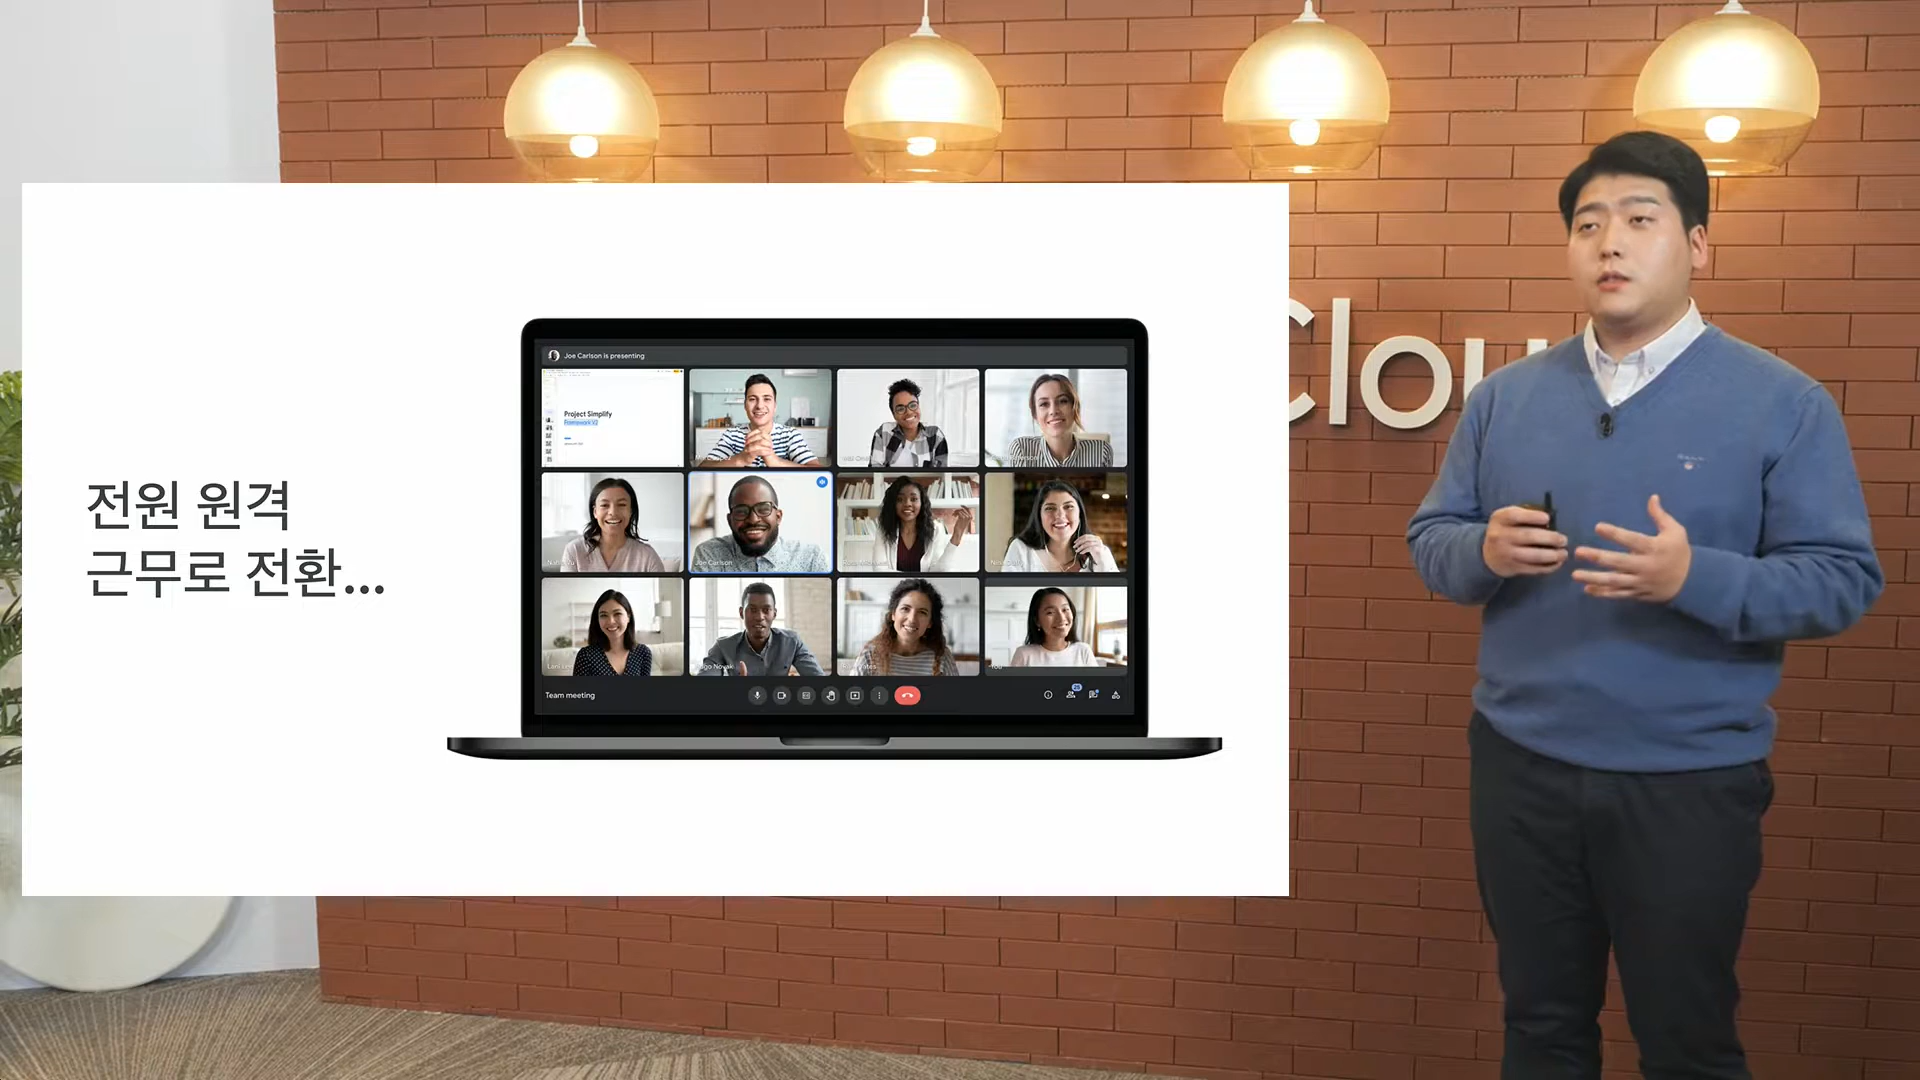 전원 원격
근무로 전환...
Joe Carlson is presenting
Project Simplify
Framework V2
Joe Carlson
Team meeting
You
Clou